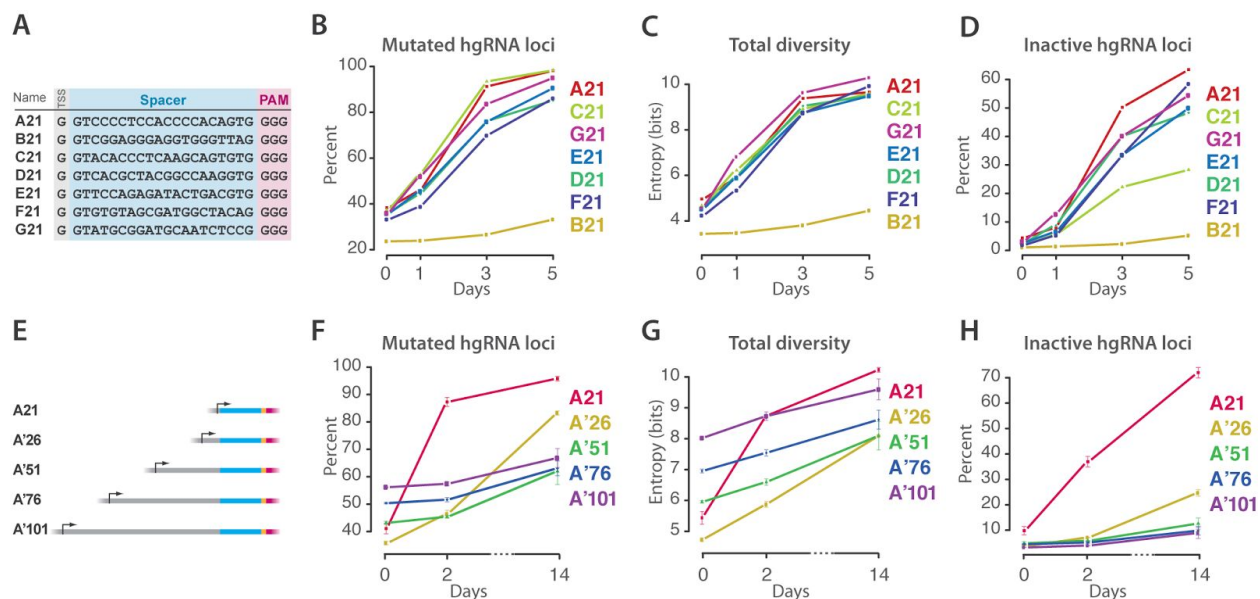 A
Name TSS Spacer PAM
A21 G GTCCCCTCCACCCCACAGTG GGG
B21 G GTCGGAGGGAGGTGGGTTAG GGG
C21 G GTACACCCTCAAGCAGTGTG GGG
D21 G GTCACGCTACGGCCAAGGTG GGG
E21 G GTTCCAGAGATACTGACGTG GGG
F21 G GTGTGTAGCGATGGCTACAG GGG
G21 G GTATGCGGATGCAATCTCCG GGG
B
Mutated hgRNA loci
Percent
100
80
60
40
20
0 1 3 5
Days
A21
C21
G21
E21
D21
F21
B21
C
Total diversity
Entropy (bits)
10
8
6
4
0 1 3 5
Days
A21
C21
G21
E21
D21
F21
B21
D
Inactive hgRNA loci
Percent
60
50
40
30
20
10
0
0 1 3 5
Days
A21
C21
G21
E21
D21
F21
B21
E
A21
A'26
A'51
A'76
A'101
F
Mutated hgRNA loci
Percent
100
90
80
70
60
50
40
0 2 14
Days
A21
A'26
A'51
A'76
A'101
G
Total diversity
Entropy (bits)
10
9
8
7
6
5
0 2 14
Days
A21
A'26
A'51
A'76
A'101
H
Inactive hgRNA loci
Percent
70
60
50
40
30
20
10
0 2 14
Days
A21
A'26
A'51
A'76
A'101